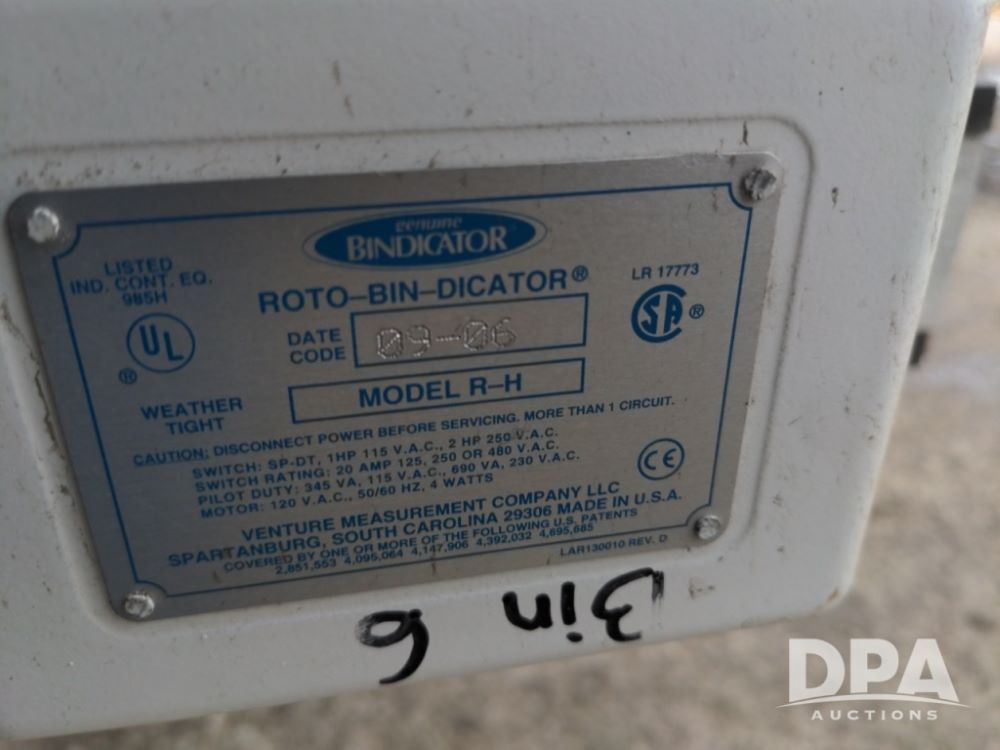 genuine
BINDICATOR
LISTED
IND. CONT. EQ.
985H
UL
®
ROTO-BIN-DICATOR®
LR 17773
SA ®
DATE
CODE
09-06
WEATHER
TIGHT
MODEL R-H
CAUTION: DISCONNECT POWER BEFORE SERVICING. MORE THAN 1 CIRCUIT.
SWITCH: SP-DT, 1HP 115 V.A.C., 2 HP 250 V.A.C.
SWITCH RATING: 20 AMP 125, 250 OR 480 V.A.C.
PILOT DUTY: 345 VA, 115 V.A.C., 690 VA, 230 V.A.C.
MOTOR: 120 V.A.C., 50/60 HZ, 4 WATTS
CE
VENTURE MEASUREMENT COMPANY LLC
SPARTANBURG, SOUTH CAROLINA 29306 MADE IN U.S.A.
COVERED BY ONE OR MORE OF THE FOLLOWING U.S. PATENTS
2,851,553 4,095,064 4,147,906 4,392,032 4,695,685
LAR130010 REV. D
Bin 6
DPA
AUCTIONS